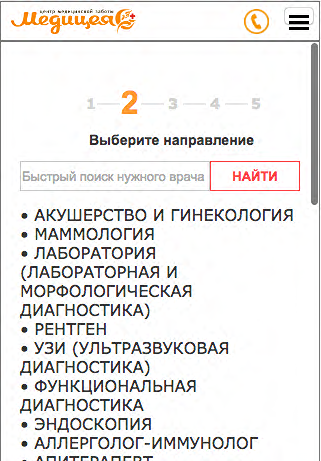 центр медицинской заботы
Медицея
1 2 3 4 5
Выберите направление
Быстрый поиск нужного врача НАЙТИ
• АКУШЕРСТВО И ГИНЕКОЛОГИЯ
• МАММОЛОГИЯ
• ЛАБОРАТОРИЯ
(ЛАБОРАТОРНАЯ И
МОРФОЛОГИЧЕСКАЯ
ДИАГНОСТИКА)
• РЕНТГЕН
• УЗИ (УЛЬТРАЗВУКОВАЯ
ДИАГНОСТИКА)
• ФУНКЦИОНАЛЬНАЯ
ДИАГНОСТИКА
• ЭНДОСКОПИЯ
• АЛЛЕРГОЛОГ-ИММУНОЛОГ
• АПИТЕРАПЕВТ